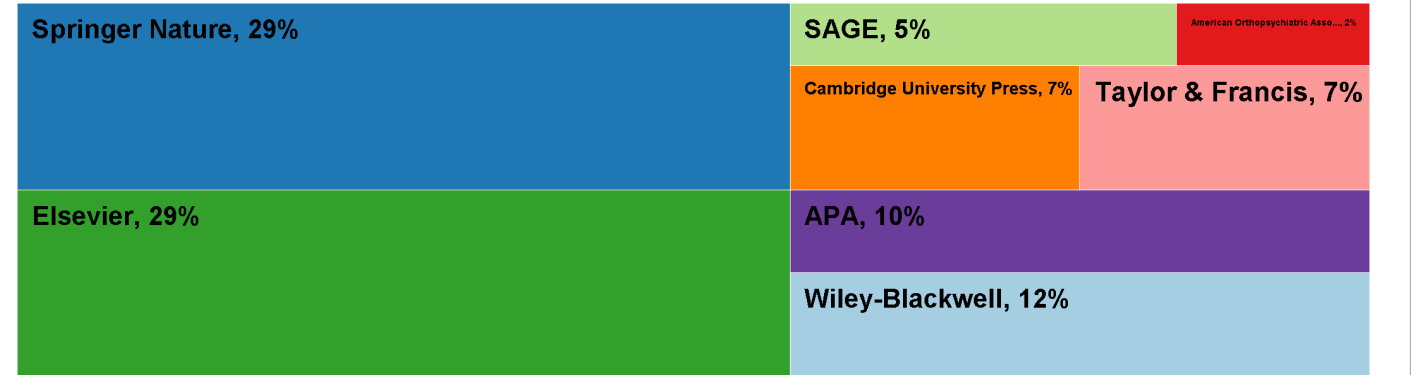 Springer Nature, 29%
SAGE, 5%
American Orthopsychiatric Asso..., 2%
Cambridge University Press, 7%
Taylor & Francis, 7%
Elsevier, 29%
APA, 10%
Wiley-Blackwell, 12%